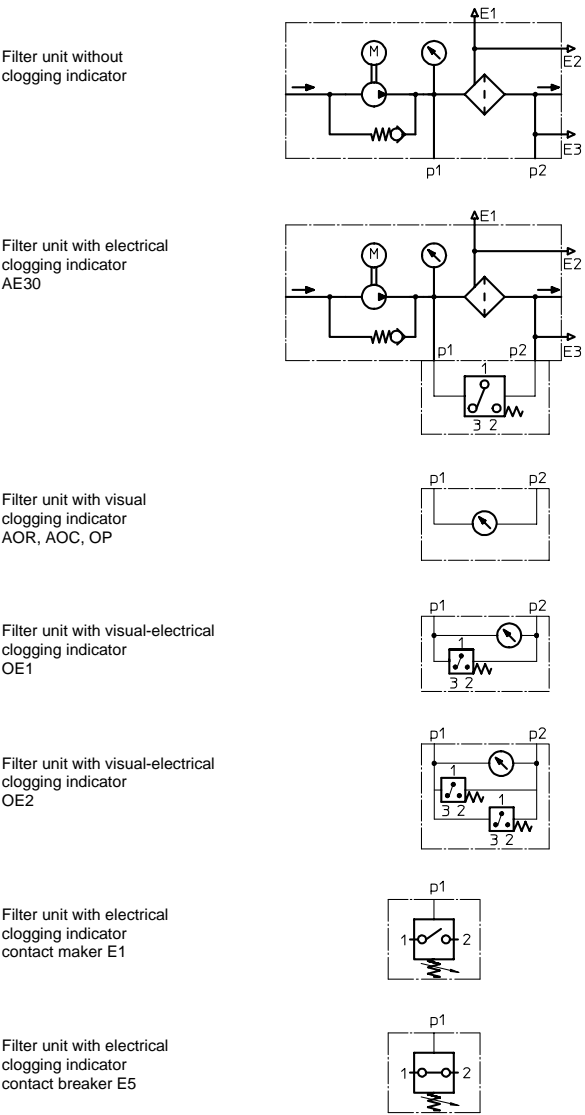 Filter unit without
clogging indicator
E1
M
E2
E3
p1 p2
Filter unit with electrical
clogging indicator
AE30
E1
M
E2
E3
p1 p2
1
3 2
Filter unit with visual
clogging indicator
AOR, AOC, OP
p1 p2
Filter unit with visual-electrical
clogging indicator
OE1
p1 p2
1
3 2
Filter unit with visual-electrical
clogging indicator
OE2
p1 p2
1
3 2
1
3 2
Filter unit with electrical
clogging indicator
contact maker E1
p1
1 2
Filter unit with electrical
clogging indicator
contact breaker E5
p1
1 2